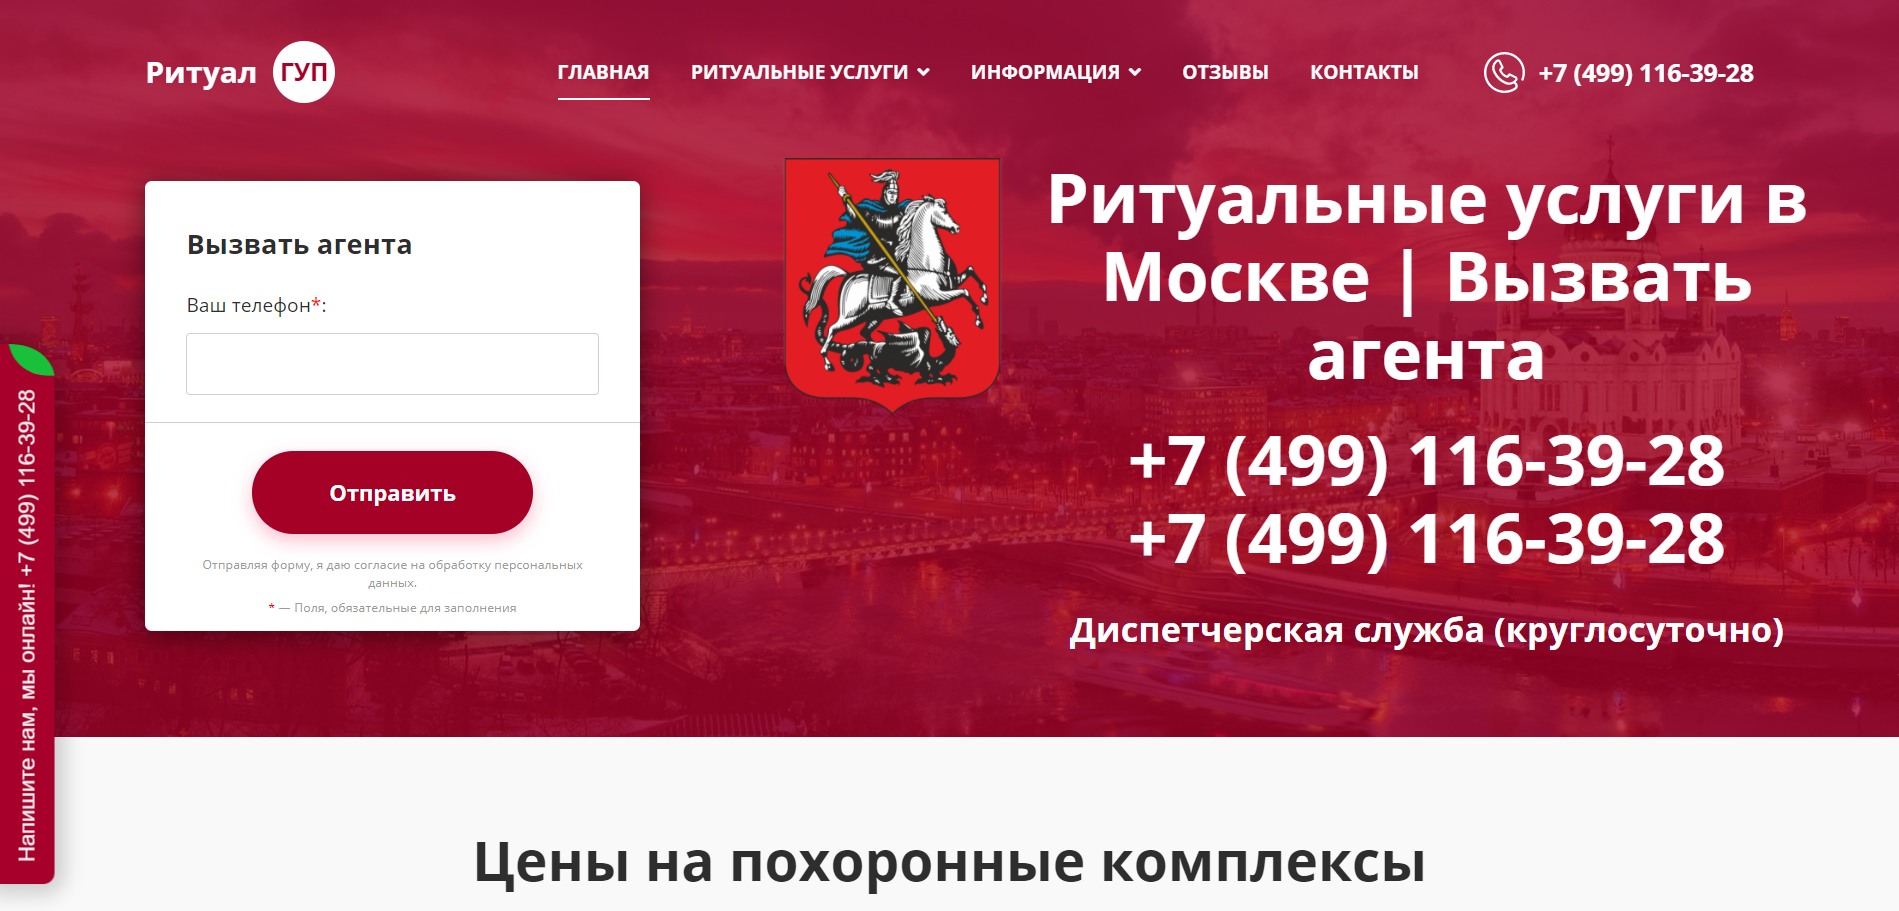 Ритуал ГУП
ГЛАВНАЯ РИТУАЛЬНЫЕ УСЛУГИ ИНФОРМАЦИЯ ОТЗЫВЫ КОНТАКТЫ +7 (499) 116-39-28
Вызвать агента
Ваш телефон*:
Отправить
Отправляя форму, я даю согласие на обработку персональных
данных.
* — Поля, обязательные для заполнения
Ритуальные услуги в
Москве | Вызвать
агента
+7 (499) 116-39-28
+7 (499) 116-39-28
Диспетчерская служба (круглосуточно)
Напишите нам, мы онлайн! +7 (499) 116-39-28
Цены на похоронные комплексы